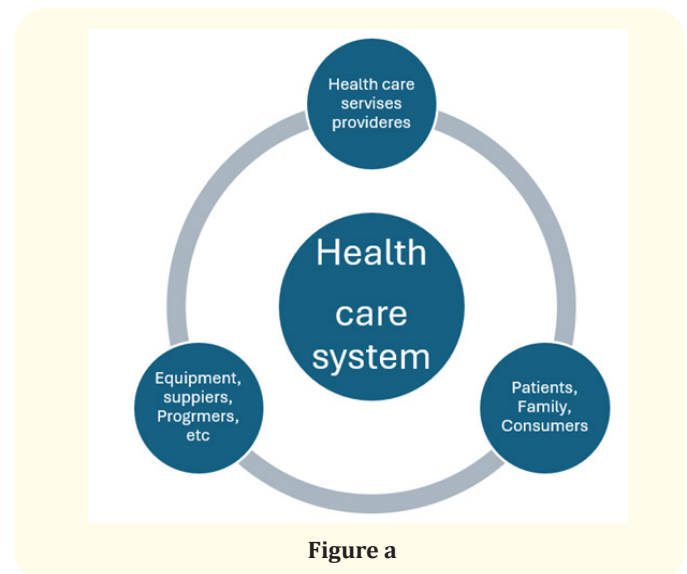 Health care
servises
provideres
Health
care
system
Equipment,
suppiers,
Progrmers,
etc
Patients,
Family,
Consumers
Figure a